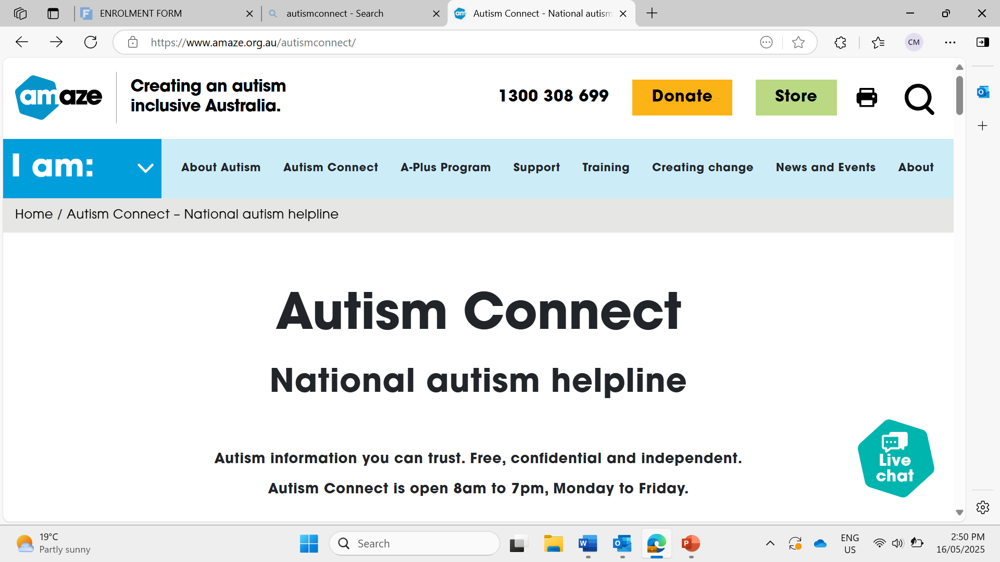 ENROLMENT FORM
autismconnect - Search
Autism Connect - National autism
https://www.amaze.org.au/autismconnect/
CM
amaze
Creating an autism
inclusive Australia.
1300 308 699
Donate
Store
I am:
About Autism
Autism Connect
A-Plus Program
Support
Training
Creating change
News and Events
About
Home / Autism Connect – National autism helpline
Autism Connect
National autism helpline
Autism information you can trust. Free, confidential and independent.
Autism Connect is open 8am to 7pm, Monday to Friday.
Live
chat
19°C
Partly sunny
Search
ENG
US
2:50 PM
16/05/2025